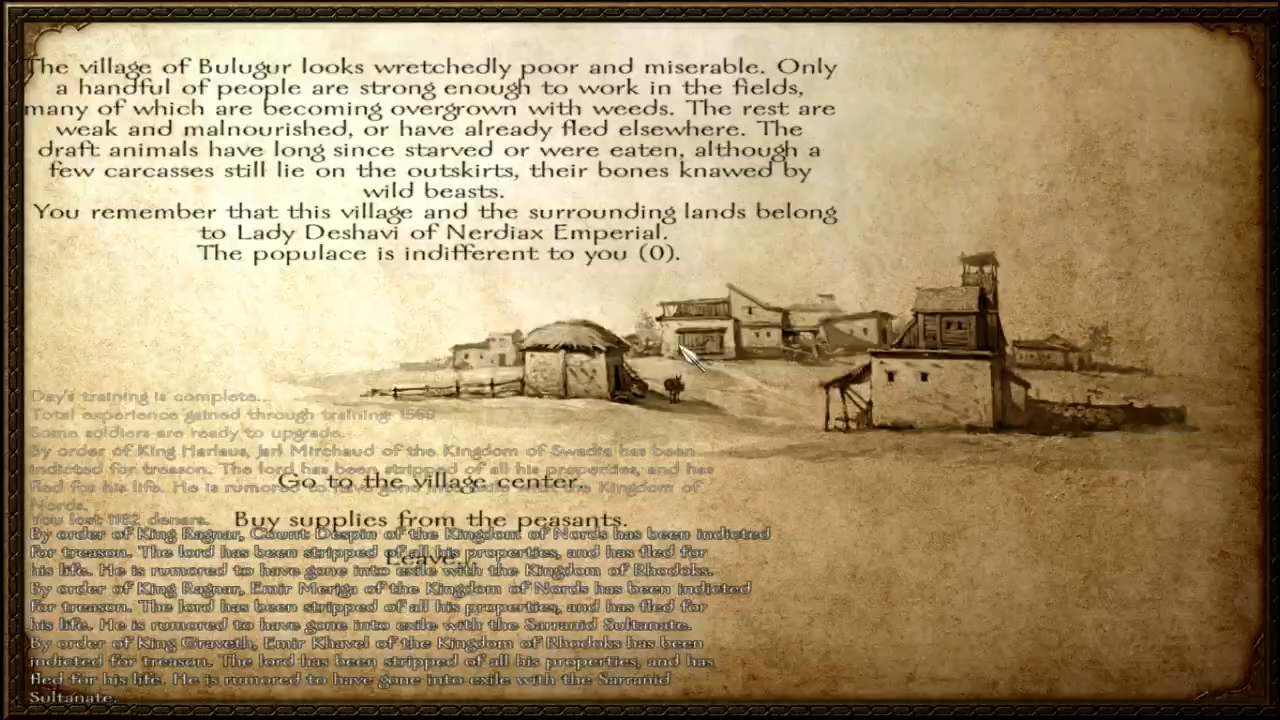 The village of Bulugur looks wretchedly poor and miserable. Only
a handful of people are strong enough to work in the fields,
many of which are becoming overgrown with weeds. The rest are
weak and malnourished, or have already fled elsewhere. The
draft animals have long since starved or were eaten, although a
few carcasses still lie on the outskirts, their bones knawed by
wild beasts.
You remember that this village and the surrounding lands belong
to Lady Deshavi of Nerdiax Emperial.
The populace is indifferent to you (0).
Day's training is complete...
Total experience gained through training: 1560
Some soldiers are ready to upgrade.
By order of King Harlaus, Jarl Mirchaud of the Kingdom of Swadia has been
indicted for treason. The lord has been stripped of all his properties, and has
fled for his life. He is rumored to have gone into exile with the Kingdom of
Nords.
Go to the village center.
You lost 1162 denars.
Buy supplies from the peasants.
By order of King Ragnar, Count Despin of the Kingdom of Nords has been indicted
for treason. The lord has been stripped of all his properties, and has fled for
his life. He is rumored to have gone into exile with the Kingdom of Rhodoks.
Leave.
By order of King Ragnar, Emir Meriga of the Kingdom of Nords has been indicted
for treason. The lord has been stripped of all his properties, and has fled for
his life. He is rumored to have gone into exile with the Sarranid Sultanate.
By order of King Graveth, Emir Khavel of the Kingdom of Rhodoks has been
indicted for treason. The lord has been stripped of all his properties, and has
fled for his life. He is rumored to have gone into exile with the Sarranid
Sultanate.